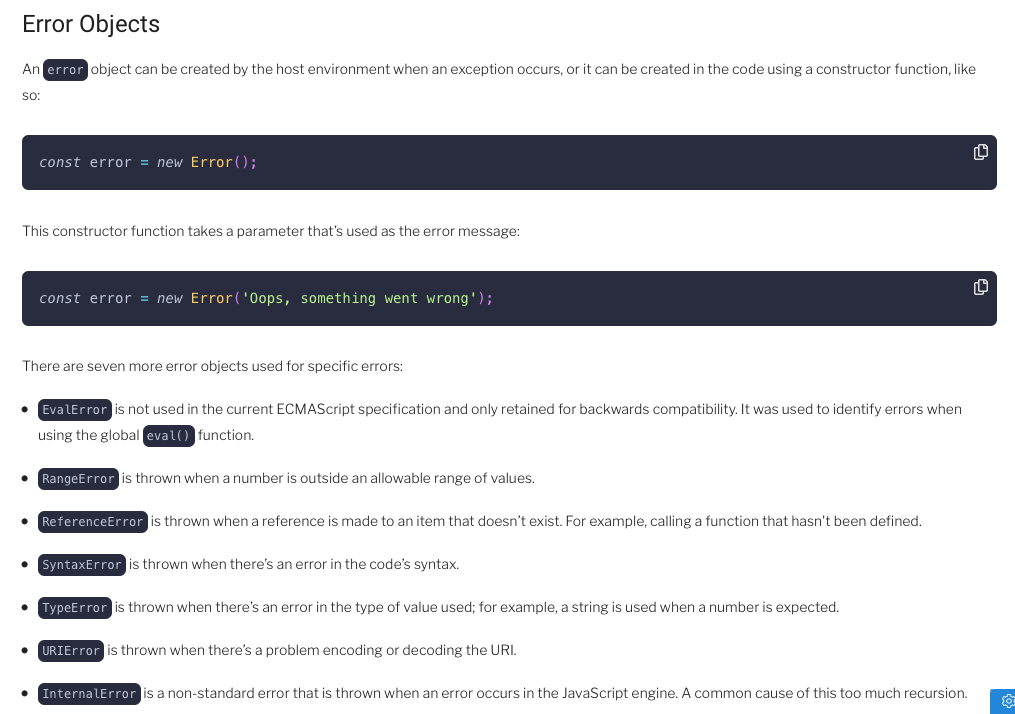 Error Objects
An error object can be created by the host environment when an exception occurs, or it can be created in the code using a constructor function, like
so:
const error = new Error();
This constructor function takes a parameter that’s used as the error message:
const error = new Error('Oops, something went wrong');
There are seven more error objects used for specific errors:
EvalError is not used in the current ECMAScript specification and only retained for backwards compatibility. It was used to identify errors when
using the global eval() function.
RangeError is thrown when a number is outside an allowable range of values.
ReferenceError is thrown when a reference is made to an item that doesn’t exist. For example, calling a function that hasn’t been defined.
SyntaxError is thrown when there’s an error in the code’s syntax.
TypeError is thrown when there’s an error in the type of value used; for example, a string is used when a number is expected.
URIError is thrown when there’s a problem encoding or decoding the URI.
InternalError is a non-standard error that is thrown when an error occurs in the JavaScript engine. A common cause of this too much recursion.